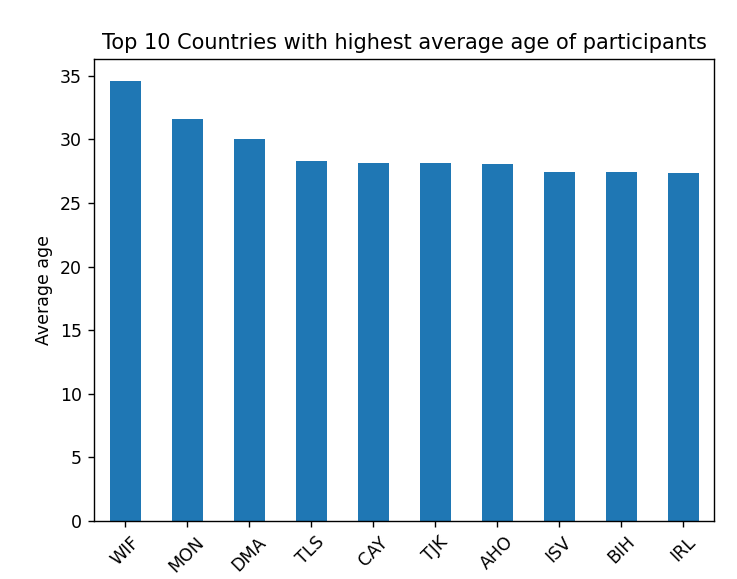 Top 10 Countries with highest average age of participants
Average age
35
30
25
20
15
10
5
0
WIF
MON
DMA
TLS
CAY
TJK
AHO
ISV
BIH
IRL